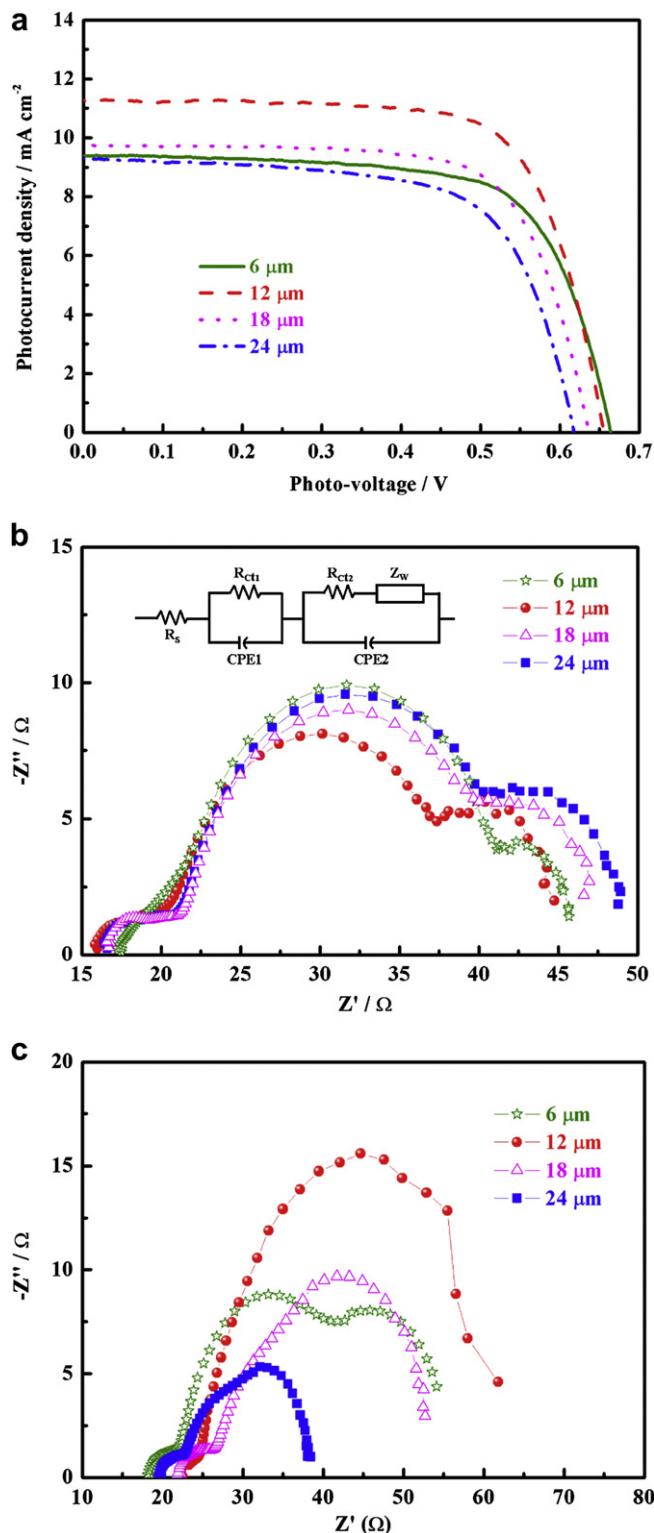 a
14
12
10
8
6
4
2
0
Photocurrent density / mA cm⁻²
6 μm
12 μm
18 μm
24 μm
0.0 0.1 0.2 0.3 0.4 0.5 0.6 0.7
Photo-voltage / V
b
15
10
5
0
-Z'' / Ω
Rs
RCt1
CPE1
RCt2
ZW
CPE2
6 μm
12 μm
18 μm
24 μm
15 20 25 30 35 40 45 50
Z' / Ω
c
20
15
10
5
0
-Z'' / Ω
6 μm
12 μm
18 μm
24 μm
10 20 30 40 50 60 70 80
Z' (Ω)